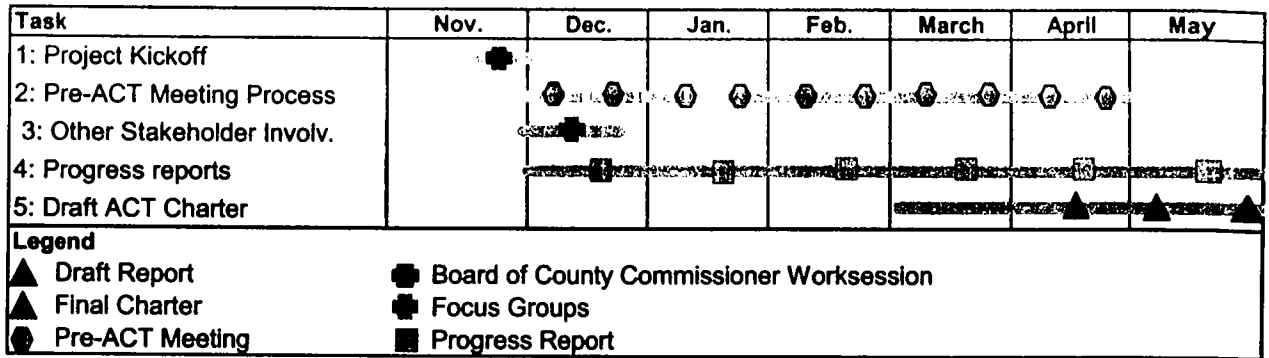 Task Nov. Dec. Jan. Feb. March April May
1: Project Kickoff
2: Pre-ACT Meeting Process
3: Other Stakeholder Involv.
4: Progress reports
5: Draft ACT Charter
Legend
Draft Report Board of County Commissioner Worksession
Final Charter Focus Groups
Pre-ACT Meeting Progress Report